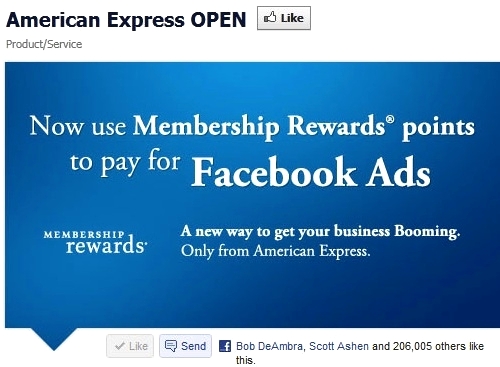 American Express OPEN Like
Product/Service
Now use Membership Rewards® points
to pay for Facebook Ads
MEMBERSHIP
rewards®
A new way to get your business Booming.
Only from American Express.
Like Send Bob DeAmbra, Scott Ashen and 206,005 others like
this.